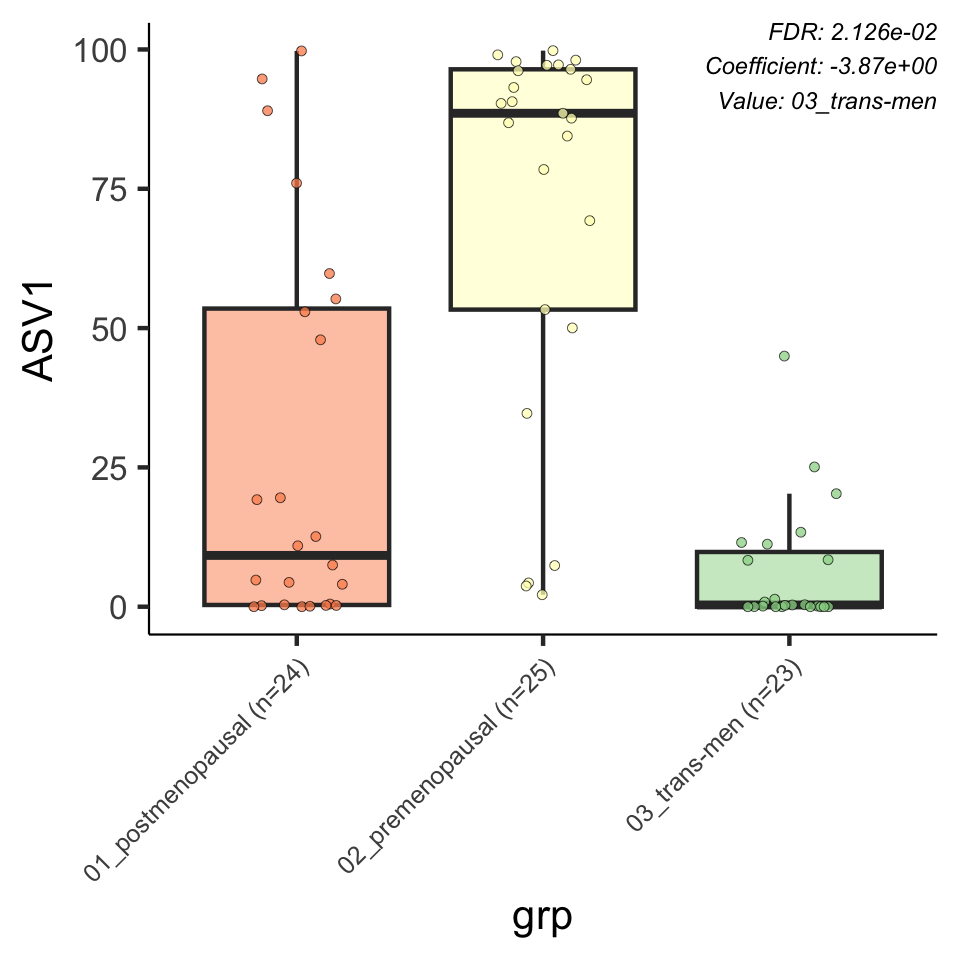 FDR: 2.126e-02
Coefficient: -3.87e+00
Value: 03_trans-men
100
75
50
25
0
ASV1
01_postmenopausal (n=24)
02_premenopausal (n=25)
03_trans-men (n=23)
grp